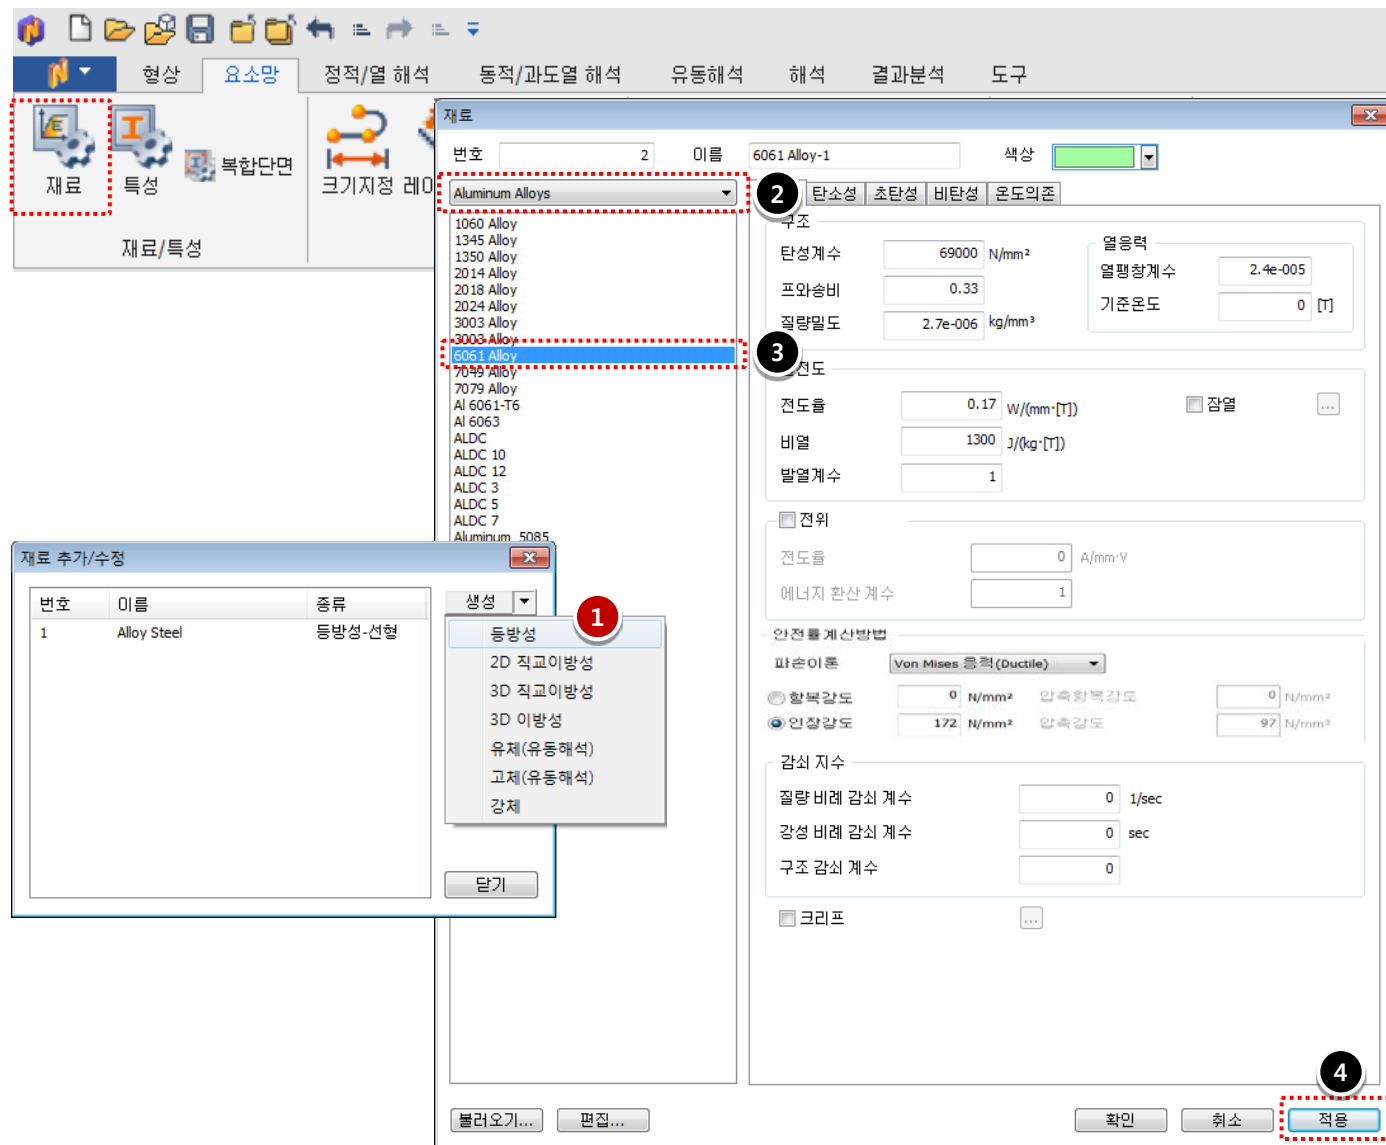 형상 요소망 정적/열 해석 동적/과도열 해석 유동해석 해석 결과분석 도구
재료 특성 복합단면 크기지정
재료/특성
재료
번호 2 이름 6061 Alloy-1 색상
Aluminum Alloys
2
탄소성 초탄성 비탄성 온도의존
1060 Alloy
1345 Alloy
1350 Alloy
2014 Alloy
2018 Alloy
2024 Alloy
3003 Alloy
3003 Alloy
6061 Alloy
3
7049 Alloy
7079 Alloy
Al 6061-T6
Al 6063
ALDC
ALDC 10
ALDC 12
ALDC 3
ALDC 5
ALDC 7
Aluminum_5085
구조
탄성계수 69000 N/mm²
프와송비 0.33
질량밀도 2.7e-006 kg/mm³
열응력
열팽창계수 2.4e-005
기준온도 0 [T]
전도율 0.17 W/(mm·[T])
잠열 ...
비열 1300 J/(kg·[T])
발열계수 1
전위
전도율 0 A/mm·V
에너지 환산 계수 1
안전률계산방법
파손이론 Von Mises 응력(Ductile)
항복강도 0 N/mm² 압축항복강도 0 N/mm²
인장강도 172 N/mm² 압축강도 97 N/mm²
감쇠 지수
질량 비례 감쇠 계수 0 1/sec
강성 비례 감쇠 계수 0 sec
구조 감쇠 계수 0
크리프 ...
재료 추가/수정
번호 이름 종류
1 Alloy Steel 등방성-선형
생성
1
등방성
2D 직교이방성
3D 직교이방성
3D 이방성
유체(유동해석)
고체(유동해석)
강체
닫기
4
불러오기... 편집... 확인 취소 적용